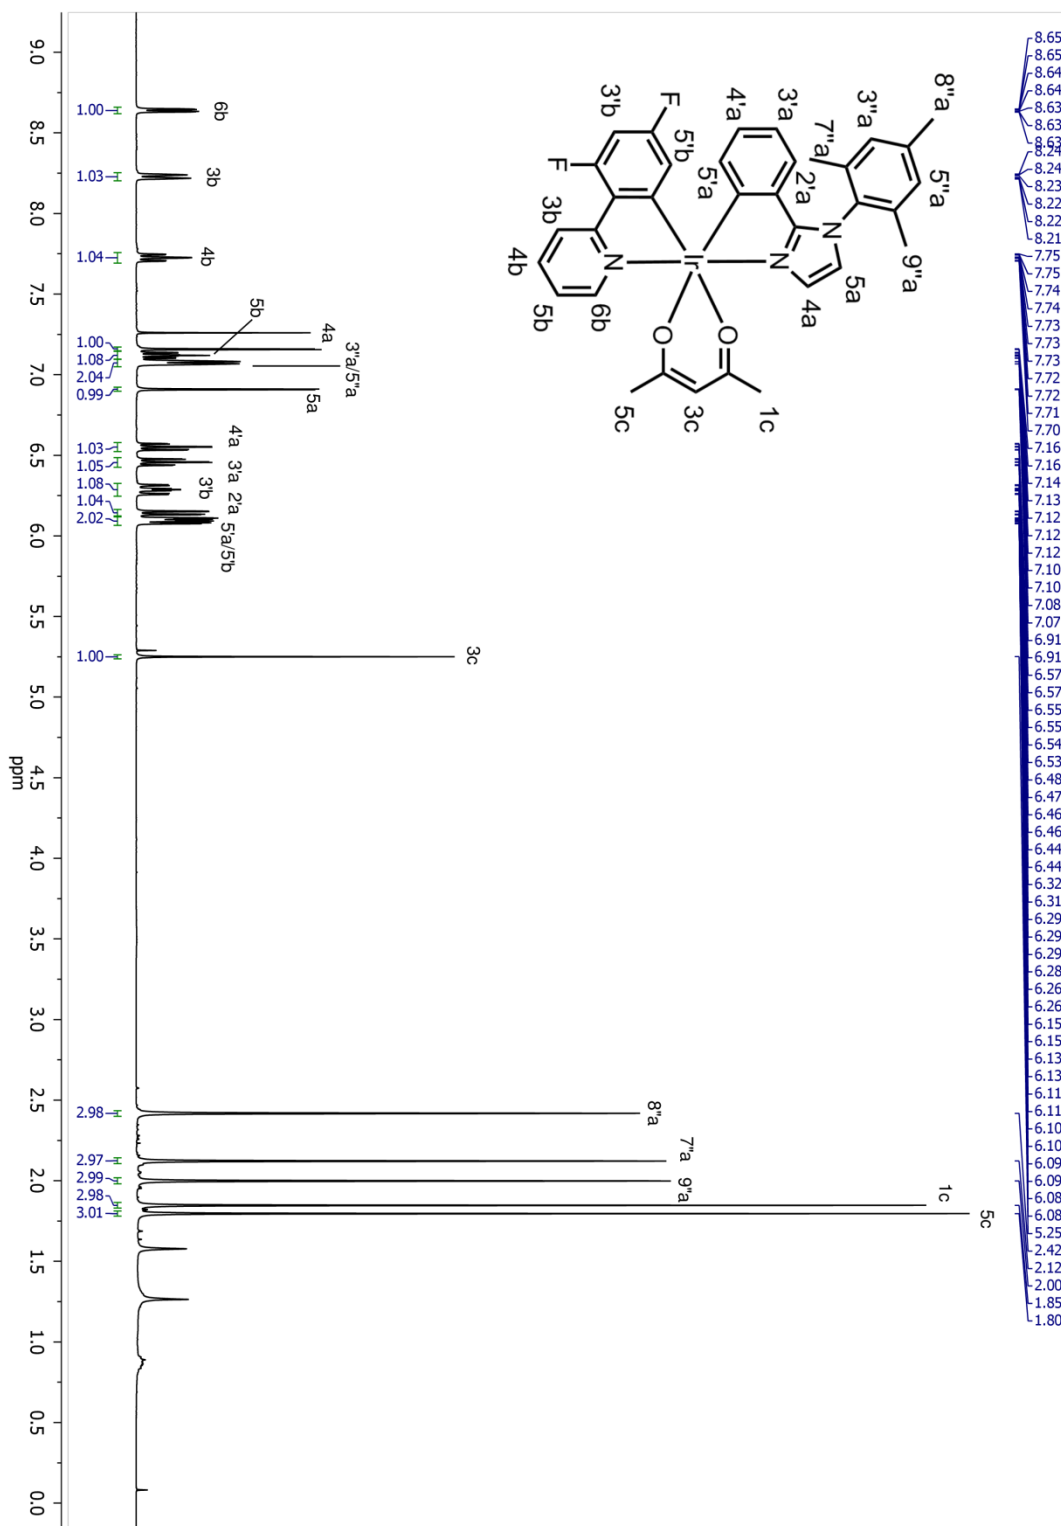 8.65
8.65
8.64
8.64
8.63
8.63
8.63
8.24
8.24
8.23
8.22
8.22
8.21
7.75
7.75
7.74
7.74
7.73
7.73
7.73
7.72
7.72
7.71
7.70
7.16
7.16
7.14
7.13
7.12
7.12
7.12
7.10
7.10
7.08
7.07
6.91
6.91
6.57
6.57
6.55
6.55
6.54
6.53
6.48
6.47
6.46
6.46
6.44
6.44
6.32
6.31
6.29
6.29
6.29
6.28
6.26
6.26
6.15
6.15
6.13
6.13
6.11
6.11
6.10
6.10
6.09
6.09
6.08
6.08
5.25
2.42
2.12
2.00
1.85
1.80
8"a
3"a
7"a
5"a
9"a
3'a
4'a
2'a
5'a
N
N
5a
4a
F
3'b
5'b
F
3b
4b
5b
6b
N
Ir
O
O
1c
3c
5c
6b
3b
4b
5b
4a
3"a/5"a
5a
4'a
3'a
3'b
2'a
5'a/5'b
3c
8"a
7"a
9"a
1c
5c
1.00
1.03
1.04
1.00
1.08
2.04
0.99
1.03
1.05
1.08
1.04
2.02
1.00
2.98
2.97
2.99
2.98
3.01
9.0 8.5 8.0 7.5 7.0 6.5 6.0 5.5 5.0 4.5 4.0 3.5 3.0 2.5 2.0 1.5 1.0 0.5 0.0
ppm